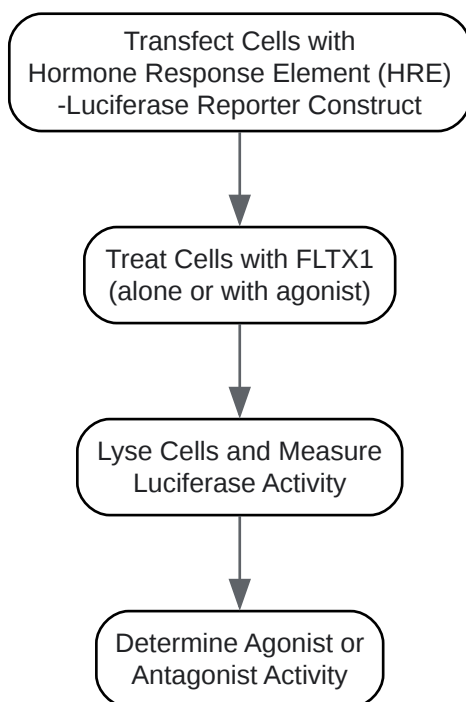 Transfect Cells with
Hormone Response Element (HRE)
-Luciferase Reporter Construct
Treat Cells with FLTX1
(alone or with agonist)
Lyse Cells and Measure
Luciferase Activity
Determine Agonist or
Antagonist Activity